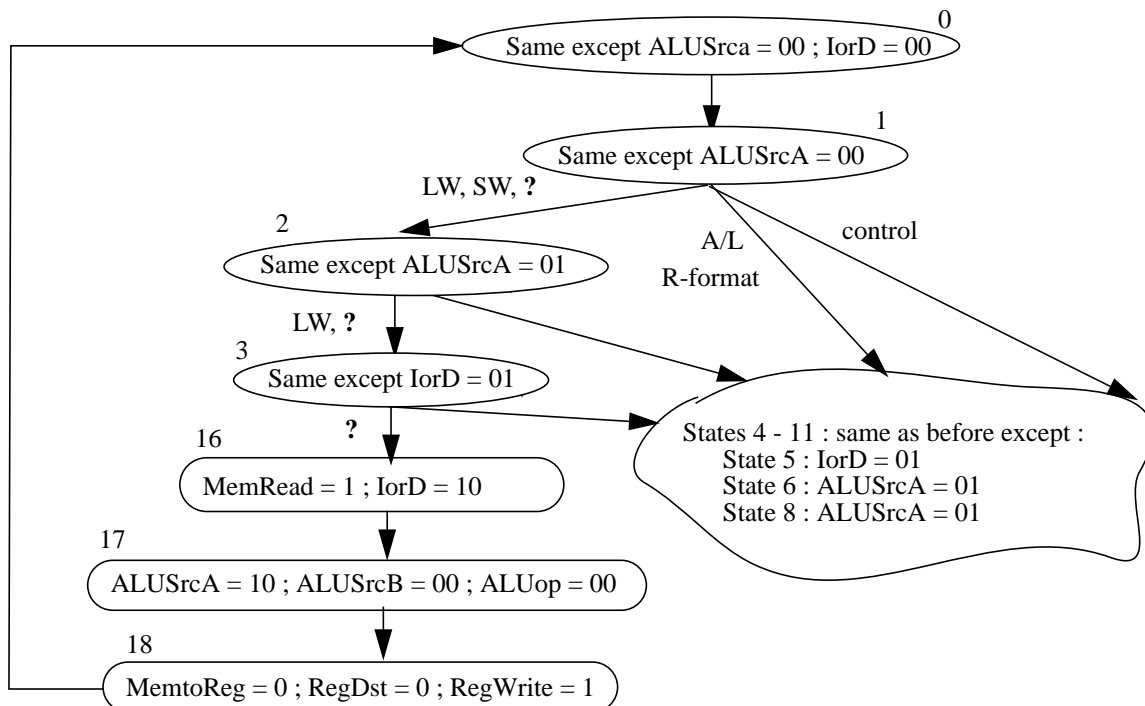 0
Same except ALUSrca = 00 ; IorD = 00
1
Same except ALUSrcA = 00
LW, SW, ?
A/L
R-format
control
2
Same except ALUSrcA = 01
LW, ?
3
Same except IorD = 01
?
States 4 - 11 : same as before except :
State 5 : IorD = 01
State 6 : ALUSrcA = 01
State 8 : ALUSrcA = 01
16
MemRead = 1 ; IorD = 10
17
ALUSrcA = 10 ; ALUSrcB = 00 ; ALUop = 00
18
MemtoReg = 0 ; RegDst = 0 ; RegWrite = 1